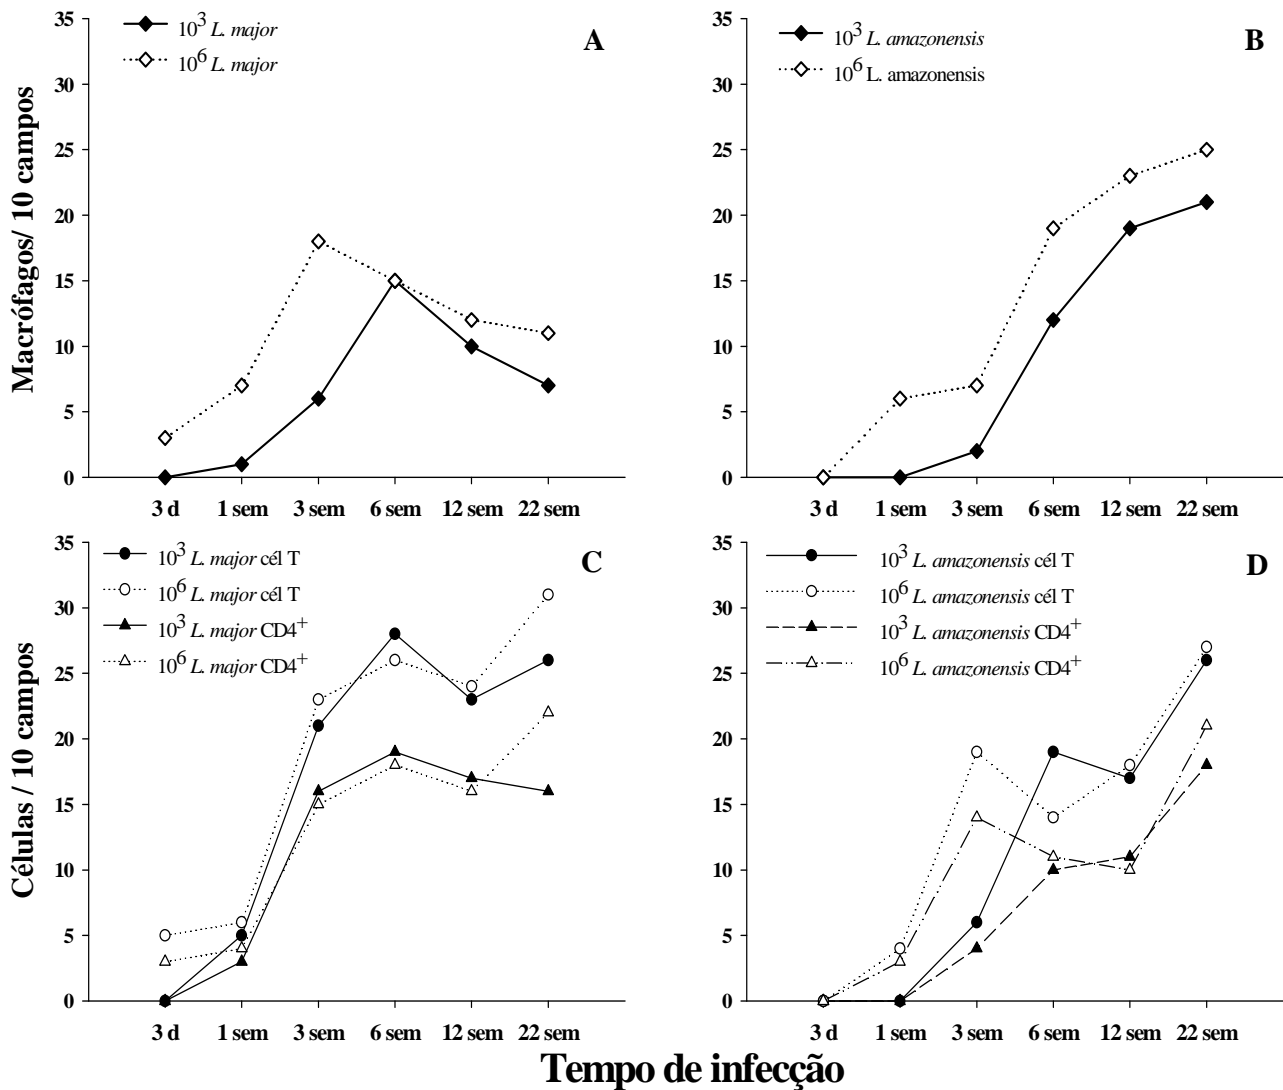 Macrófagos/ 10 campos
35
30
25
20
15
10
5
0
10³ L. major
10⁶ L. major
A
3 d 1 sem 3 sem 6 sem 12 sem 22 sem
35
30
25
20
15
10
5
0
10³ L. amazonensis
10⁶ L. amazonensis
B
3 d 1 sem 3 sem 6 sem 12 sem 22 sem
Células / 10 campos
35
30
25
20
15
10
5
0
10³ L. major cél T
10⁶ L. major cél T
10³ L. major CD4⁺
10⁶ L. major CD4⁺
C
3 d 1 sem 3 sem 6 sem 12 sem 22 sem
35
30
25
20
15
10
5
0
10³ L. amazonensis cél T
10⁶ L. amazonensis cél T
10³ L. amazonensis CD4⁺
10⁶ L. amazonensis CD4⁺
D
3 d 1 sem 3 sem 6 sem 12 sem 22 sem
Tempo de infecção